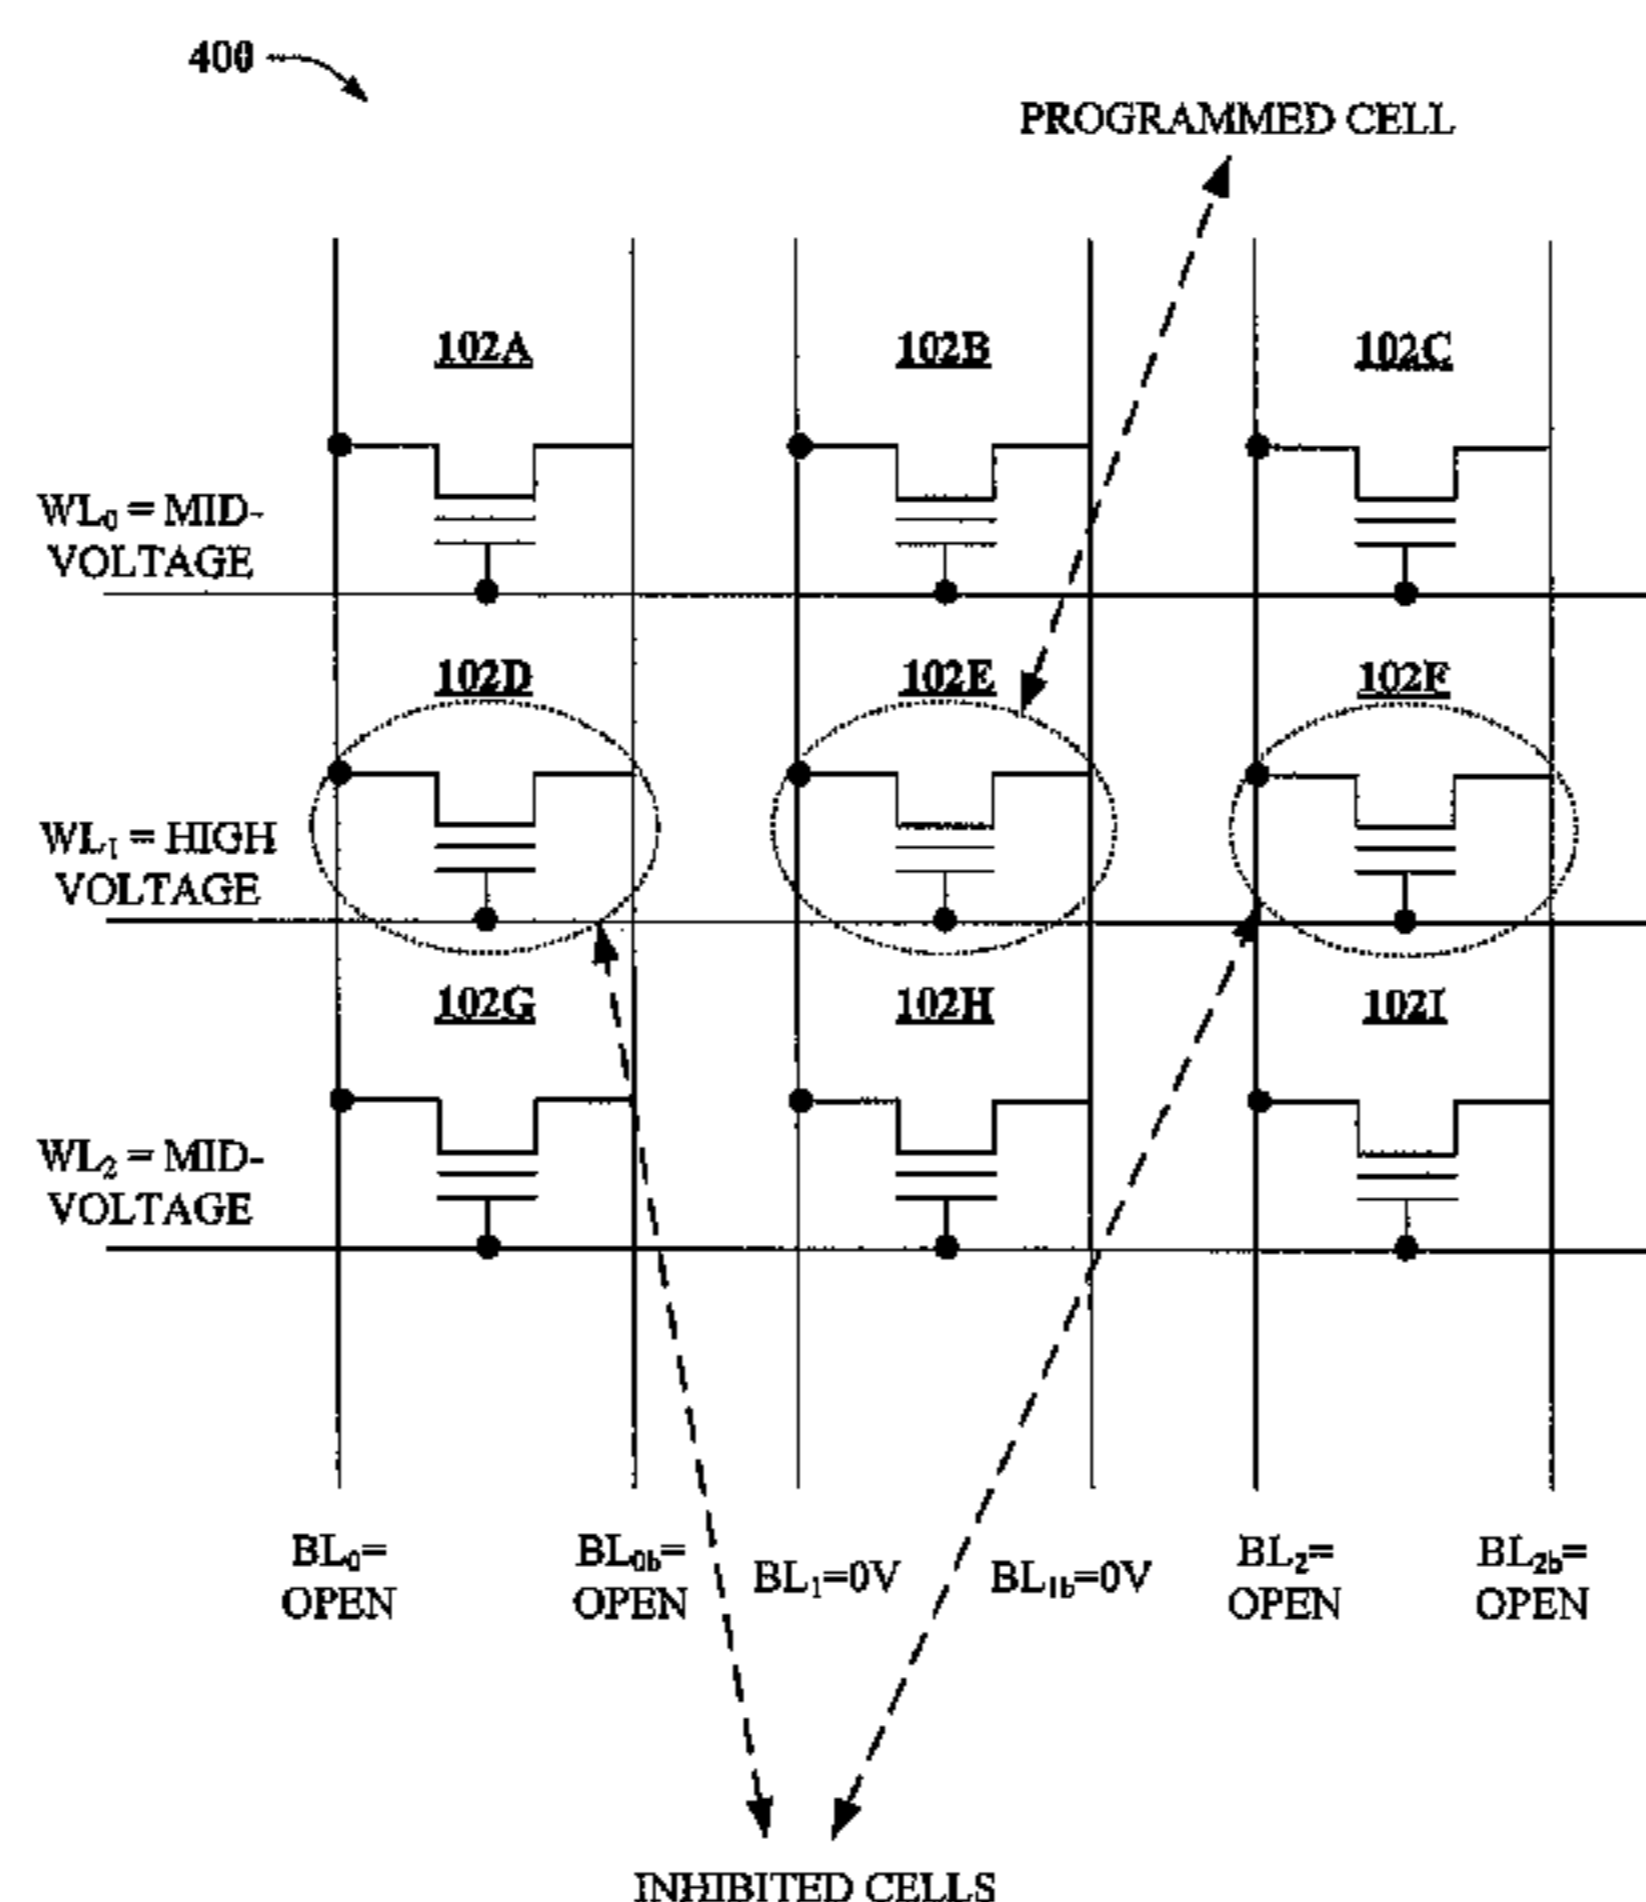 400
PROGRAMMED CELL
102A
102B
102C
WL₀ = MID-
VOLTAGE
102D
102E
102F
WL₁ = HIGH
VOLTAGE
102G
102H
102I
WL₂ = MID-
VOLTAGE
BL₀=
OPEN
BL₀b=
OPEN
BL₁=0V
BL₁b=0V
BL₂=
OPEN
BL₂b=
OPEN
INHIBITED CELLS